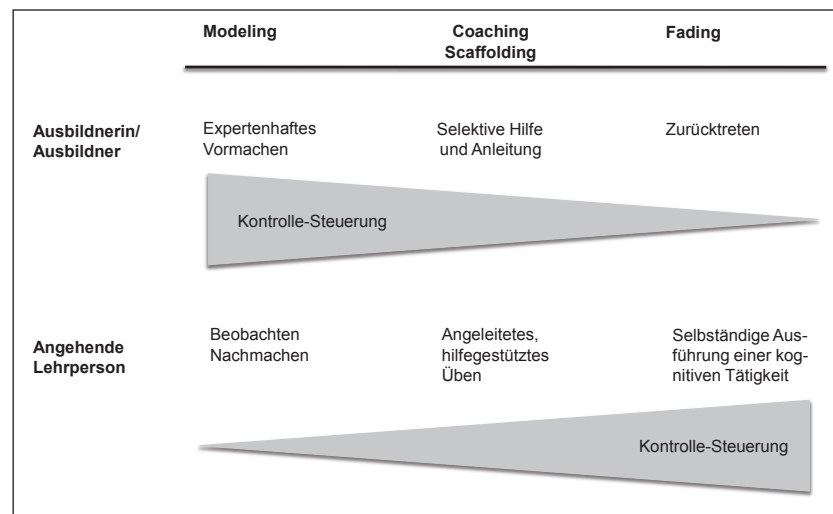 Modeling
Coaching
Scaffolding
Fading
Ausbildnerin/
Ausbildner
Expertenhaftes
Vormachen
Selektive Hilfe
und Anleitung
Zurücktreten
Kontrolle-Steuerung
Angehende
Lehrperson
Beobachten
Nachmachen
Angeleitetes,
hilfegestütztes
Üben
Selbständige Aus-
führung einer kog-
nitiven Tätigkeit
Kontrolle-Steuerung